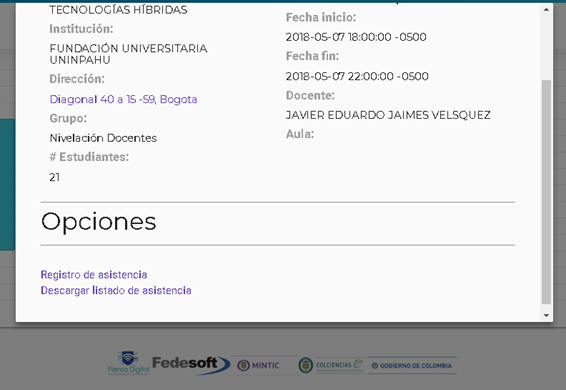 TECNOLOGÍAS HÍBRIDAS
Institución:
FUNDACIÓN UNIVERSITARIA
UNINPAHU
Dirección:
Diagonal 40 a 15 -59, Bogota
Grupo:
Nivelación Docentes
# Estudiantes:
21
Fecha inicio:
2018-05-07 18:00:00 -0500
Fecha fin:
2018-05-07 22:00:00 -0500
Docente:
JAVIER EDUARDO JAIMES VELSQUEZ
Aula:
Opciones
Registro de asistencia
Descargar listado de asistencia
Piensa Digital
Fedesoft
MINTIC
COLCIENCIAS
GOBIERNO DE COLOMBIA